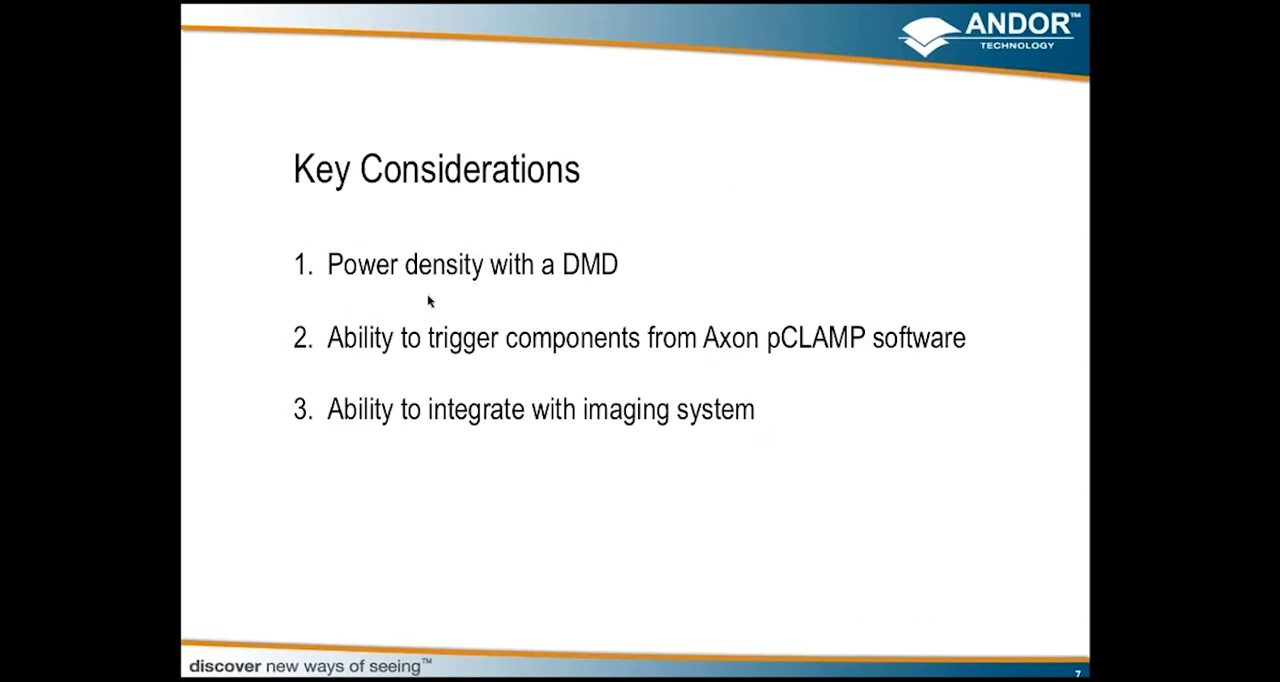 ANDOR™
TECHNOLOGY
Key Considerations
1. Power density with a DMD
2. Ability to trigger components from Axon pCLAMP software
3. Ability to integrate with imaging system
discover new ways of seeing™
7